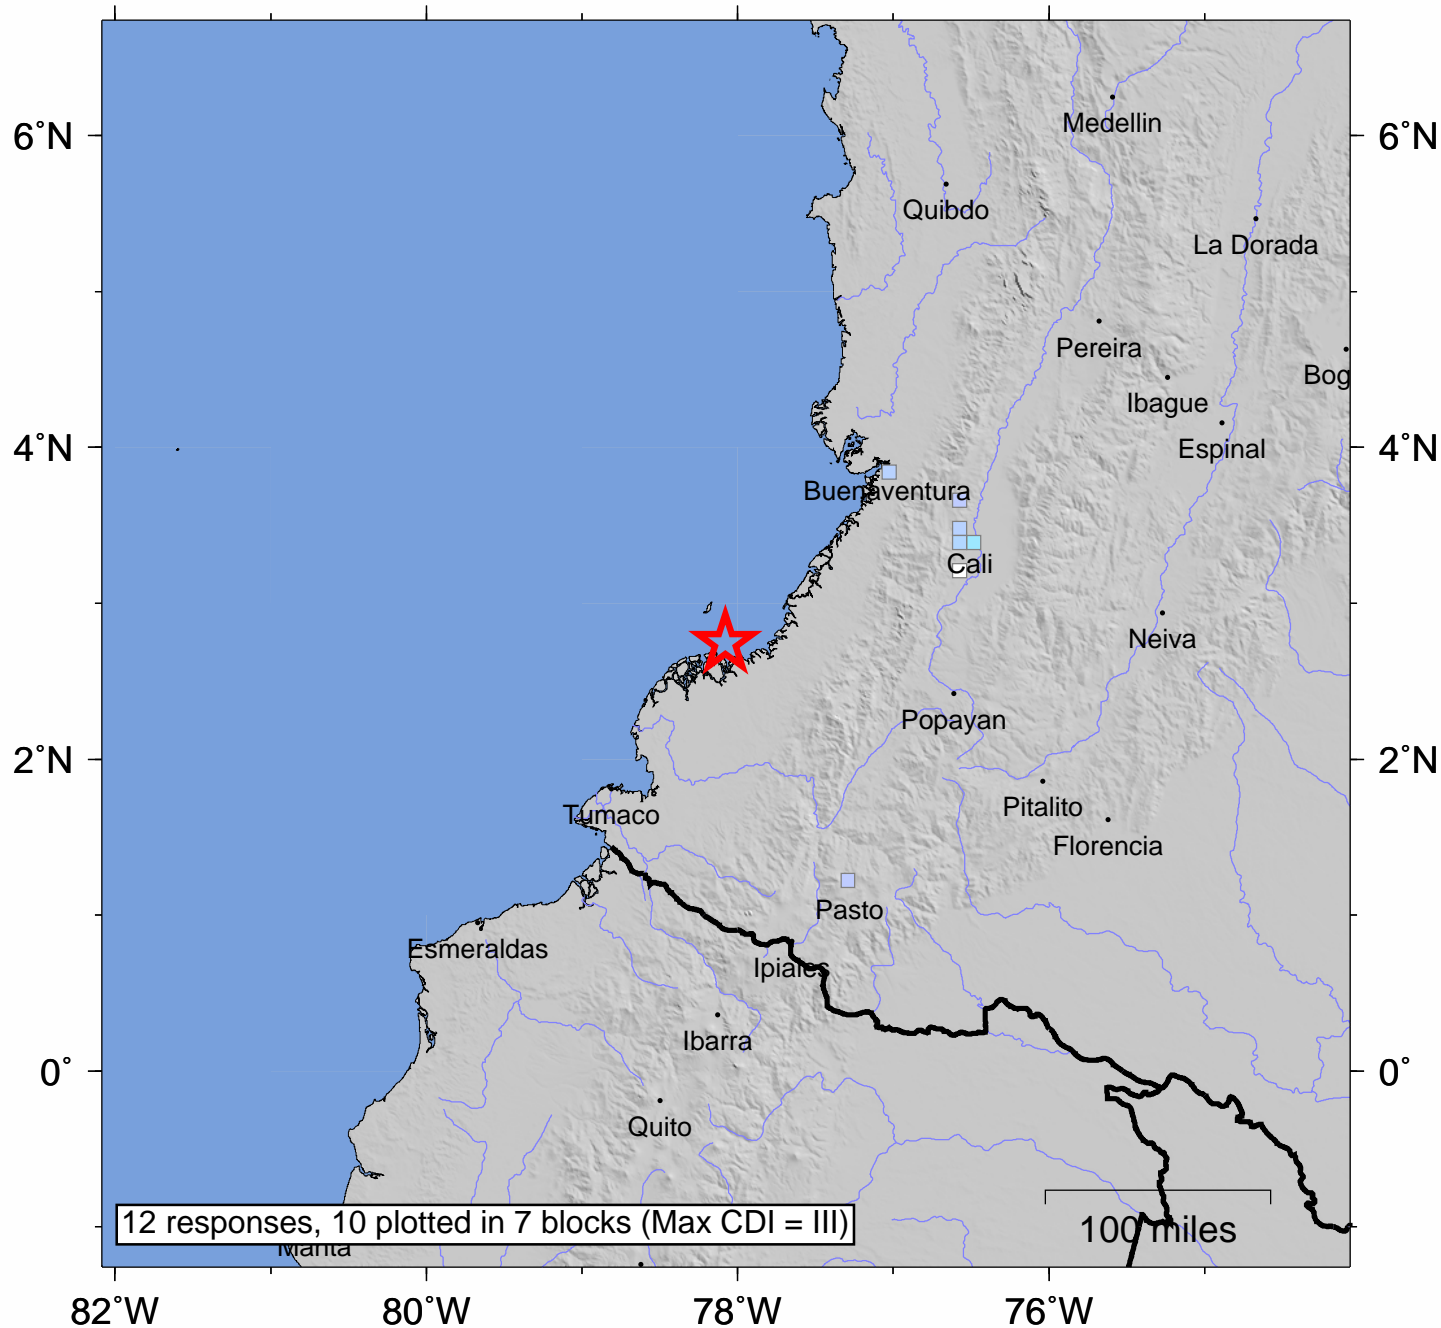 6°N
6°N
Medellin
Quibdo
La Dorada
Pereira
Bog
Ibague
4°N
4°N
Espinal
Buenaventura
Cali
Neiva
Popayan
2°N
2°N
Pitalito
Tumaco
Florencia
Pasto
Esmeraldas
Ipiales
Ibarra
0°
0°
Quito
12 responses, 10 plotted in 7 blocks (Max CDI = III)
100 miles
Manta
82°W
80°W
78°W
76°W